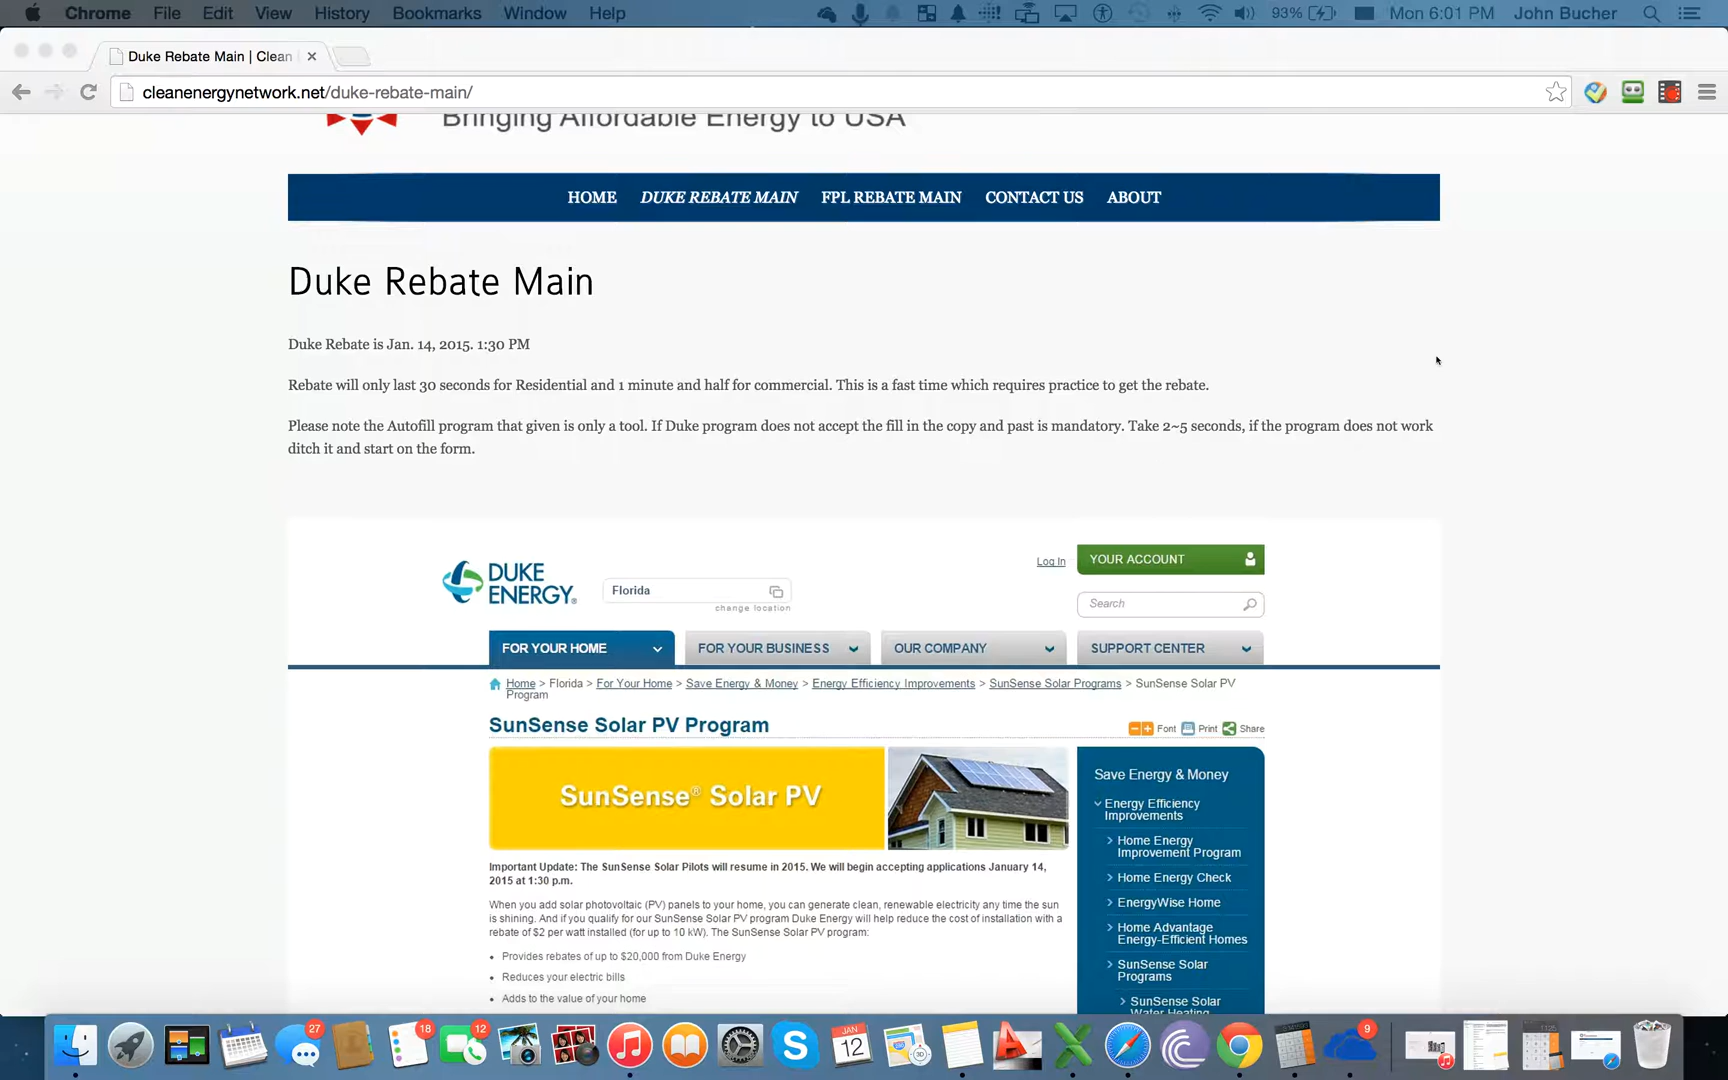 Chrome File Edit View History Bookmarks Window Help 93% Mon 6:01 PM John Bucher
Duke Rebate Main | Clean
cleanenergynetwork.net/duke-rebate-main/
Bringing Affordable Energy to USA
HOME DUKE REBATE MAIN FPL REBATE MAIN CONTACT US ABOUT
Duke Rebate Main
Duke Rebate is Jan. 14, 2015. 1:30 PM
Rebate will only last 30 seconds for Residential and 1 minute and half for commercial. This is a fast time which requires practice to get the rebate.
Please note the Autofill program that given is only a tool. If Duke program does not accept the fill in the copy and past is mandatory. Take 2~5 seconds, if the program does not work
ditch it and start on the form.
Log In YOUR ACCOUNT
DUKE
ENERGY®
Florida
change location
Search
FOR YOUR HOME FOR YOUR BUSINESS OUR COMPANY SUPPORT CENTER
Home > Florida > For Your Home > Save Energy & Money > Energy Efficiency Improvements > SunSense Solar Programs > SunSense Solar PV
Program
SunSense Solar PV Program
Font Print Share
SunSense® Solar PV
Important Update: The SunSense Solar Pilots will resume in 2015. We will begin accepting applications January 14,
2015 at 1:30 p.m.
When you add solar photovoltaic (PV) panels to your home, you can generate clean, renewable electricity any time the sun
is shining. And if you qualify for our SunSense Solar PV program Duke Energy will help reduce the cost of installation with a
rebate of $2 per watt installed (for up to 10 kW). The SunSense Solar PV program:
• Provides rebates of up to $20,000 from Duke Energy
• Reduces your electric bills
• Adds to the value of your home
Save Energy & Money
Energy Efficiency
Improvements
Home Energy
Improvement Program
Home Energy Check
EnergyWise Home
Home Advantage
Energy-Efficient Homes
SunSense Solar
Programs
SunSense Solar
Water Heating
27 18 12 JAN 12 9